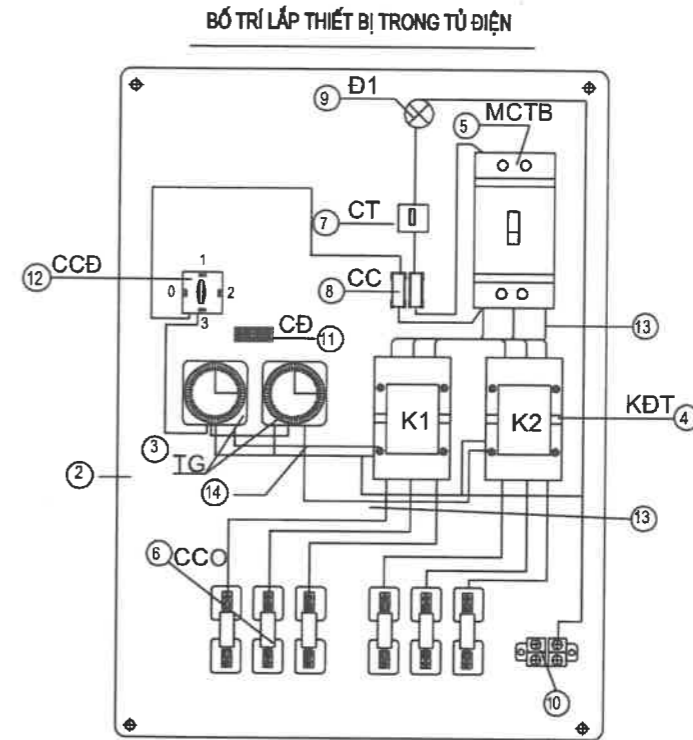 BỐ TRÍ LẮP THIẾT BỊ TRONG TỦ ĐIỆN
9 Đ1
5 MCTB
7 CT
12 CCĐ
1
0 2
3
8 CC
CĐ 11
13
K1 K2 KĐT 4
3 TG
2
14
13
6 CCO
10